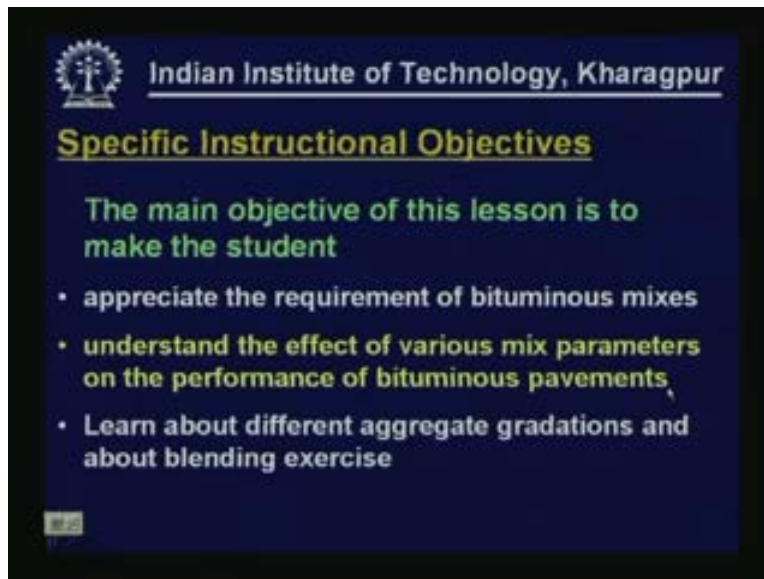 Indian Institute of Technology, Kharagpur
Specific Instructional Objectives
The main objective of this lesson is to
make the student
• appreciate the requirement of bituminous mixes
• understand the effect of various mix parameters
on the performance of bituminous pavements
• Learn about different aggregate gradations and
about blending exercise